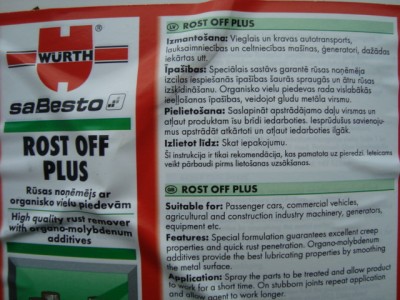 WÜRTH
saBesto
ROST OFF
PLUS
Rūsas noņēmējs ar
organisko vielu piedevām
High quality rust remover
with organo-molybdenum
additives
LV ROST OFF PLUS
Izmantošana: Vieglais un kravas autotransports,
lauksaimniecības un celtniecības mašīnas, ģeneratori, dažādas
iekārtas utt.
Īpašības: Speciālais sastāvs garantē rūsas noņēmēja
izcilas iespiešanās īpašības šaurās spraugās un ātru rūsas
izšķīdināšanu. Organisko vielu piedevas rada vislabākās
ieeļļošanas īpašības, veidojot gludu metāla virsmu.
Pielietošana: Saslapināt apstrādājamo daļu virsmas un
atļaut produktam īsu brīdi iedarboties. Iesprūdušus savienoju-
mus apstrādāt atkārtoti un atļaut iedarboties ilgāk.
Izlietot līdz: Skat iepakojumu.
Šī instrukcija ir tikai rekomendācija, kas pamatota uz pieredzi. Ieteicams
veikt pārbaudi pirms lietošanas uzsākšanas.
GB ROST OFF PLUS
Suitable for: Passenger cars, commercial vehicles,
agricultural and construction industry machinery, generators,
equipment etc.
Features: Special formulation guarantees excellent creep
properties and quick rust penetration. Organo-molybdenum
additives provide the best lubricating properties by smoothing
the metal surface.
Application: Spray the parts to be treated and allow product
to work for a short time. On stubborn joints repeat application
and allow agent to work longer.